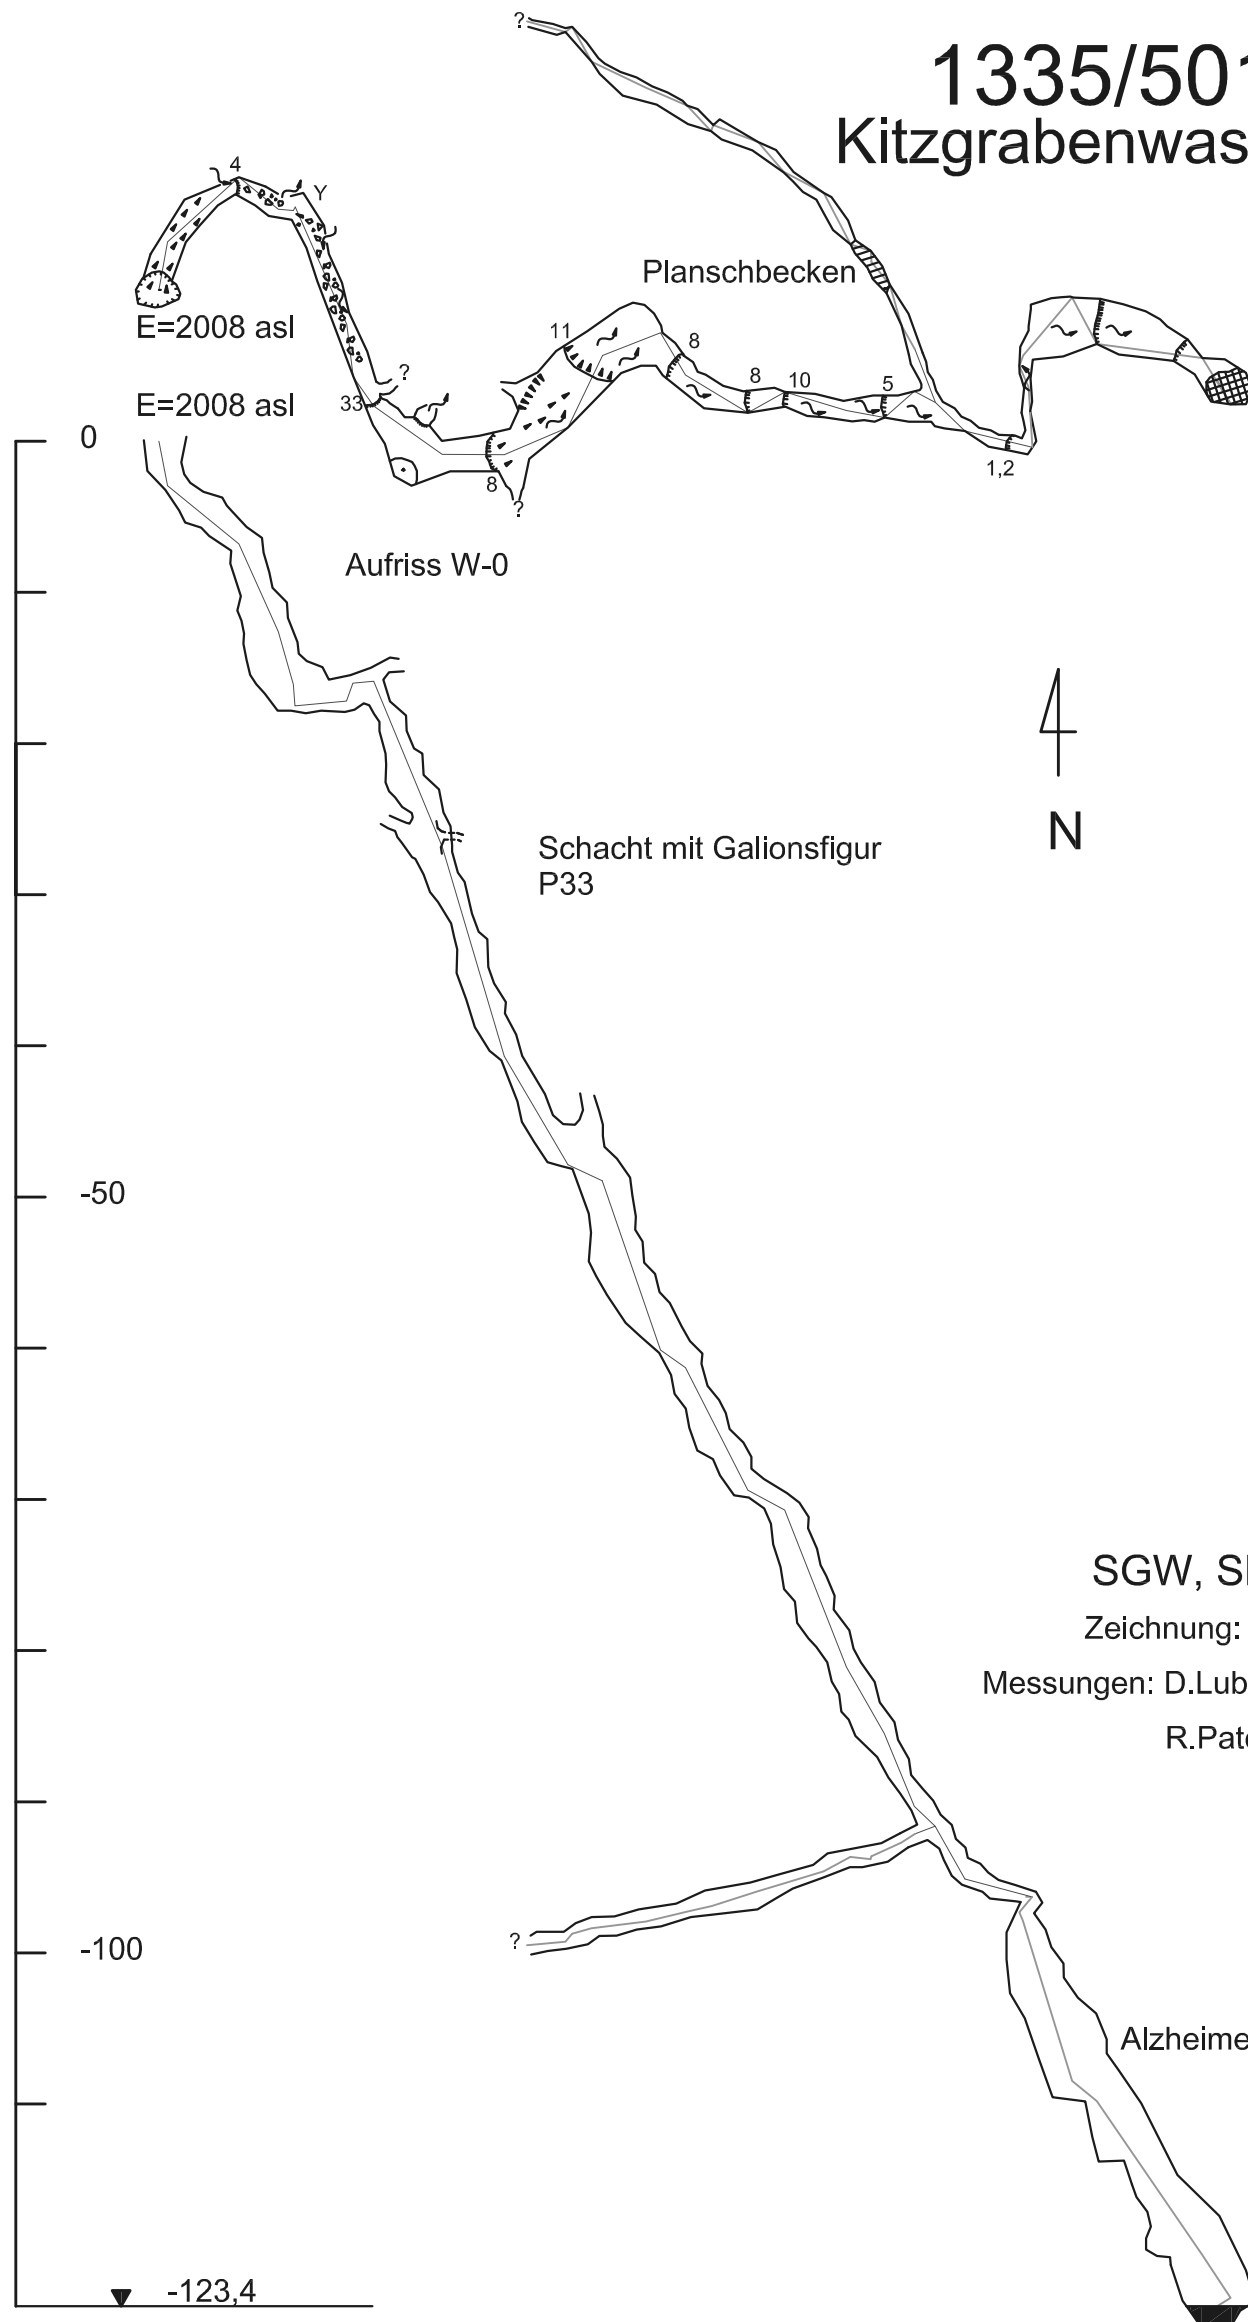 ?
1335/501
Kitzgrabenwas
4
Y
Planschbecken
E=2008 asl
11
8
?
8
10
5
E=2008 asl
33
0
1,2
8
?
Aufriss W-0
N
Schacht mit Galionsfigur
P33
-50
SGW, S
Zeichnung:
Messungen: D.Lub
R.Pat
?
-100
Alzheime
-123,4